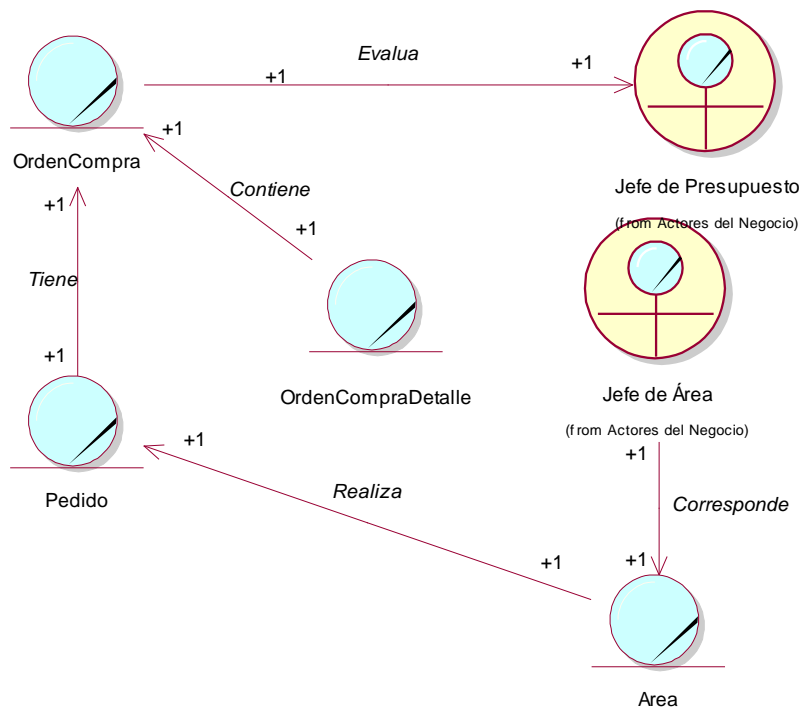 Evalua
+1
+1
+1
OrdenCompra
Jefe de Presupuesto
(from Actores del Negocio)
Contiene
+1
+1
Tiene
+1
OrdenCompraDetalle
Jefe de Área
(from Actores del Negocio)
+1
+1
Pedido
Realiza
Corresponde
+1
+1
Area